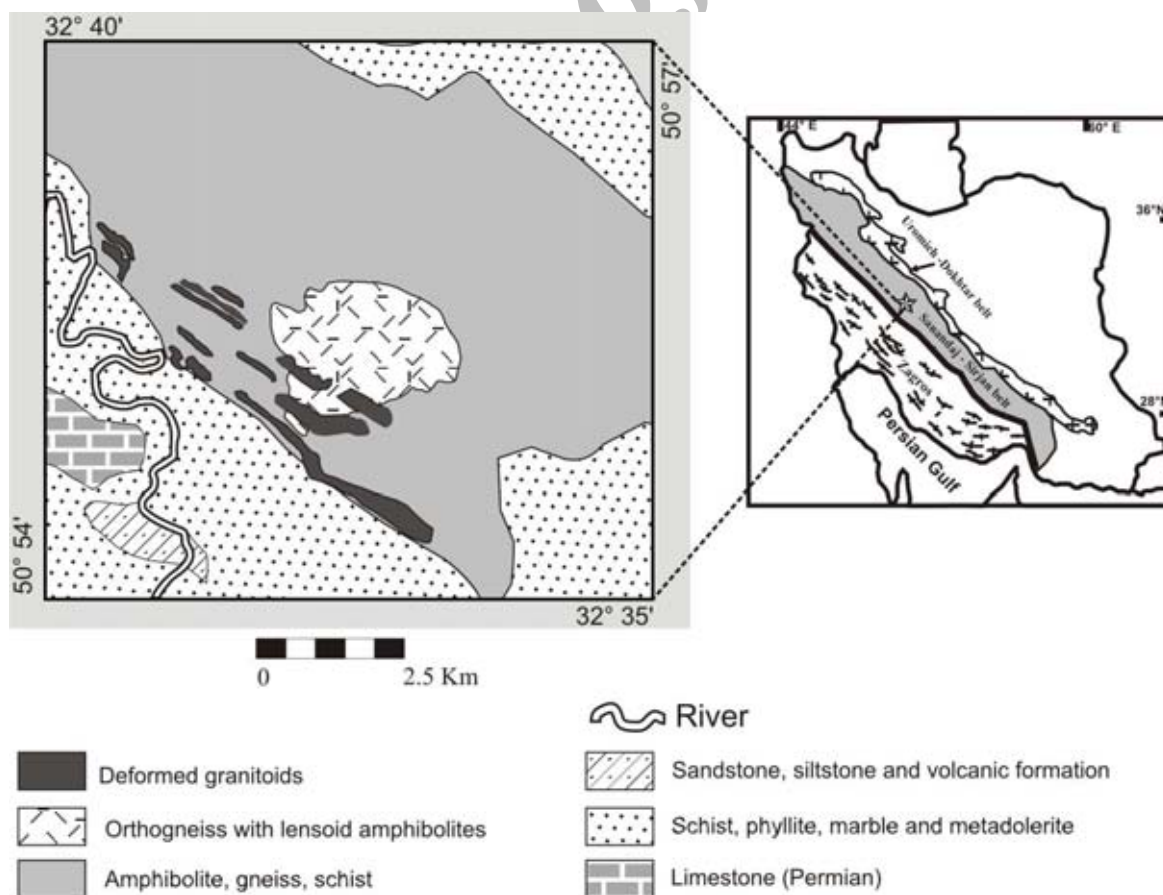 32° 40'
50° 57'
50° 54'
32° 35'
0 2.5 Km
44° E
60° E
36°N
28°N
Uromieh -Dokhtar belt
Sanandaj - Sirjan belt
Zagros
Persian Gulf
River
Deformed granitoids
Orthogneiss with lensoid amphibolites
Amphibolite, gneiss, schist
Sandstone, siltstone and volcanic formation
Schist, phyllite, marble and metadolerite
Limestone (Permian)